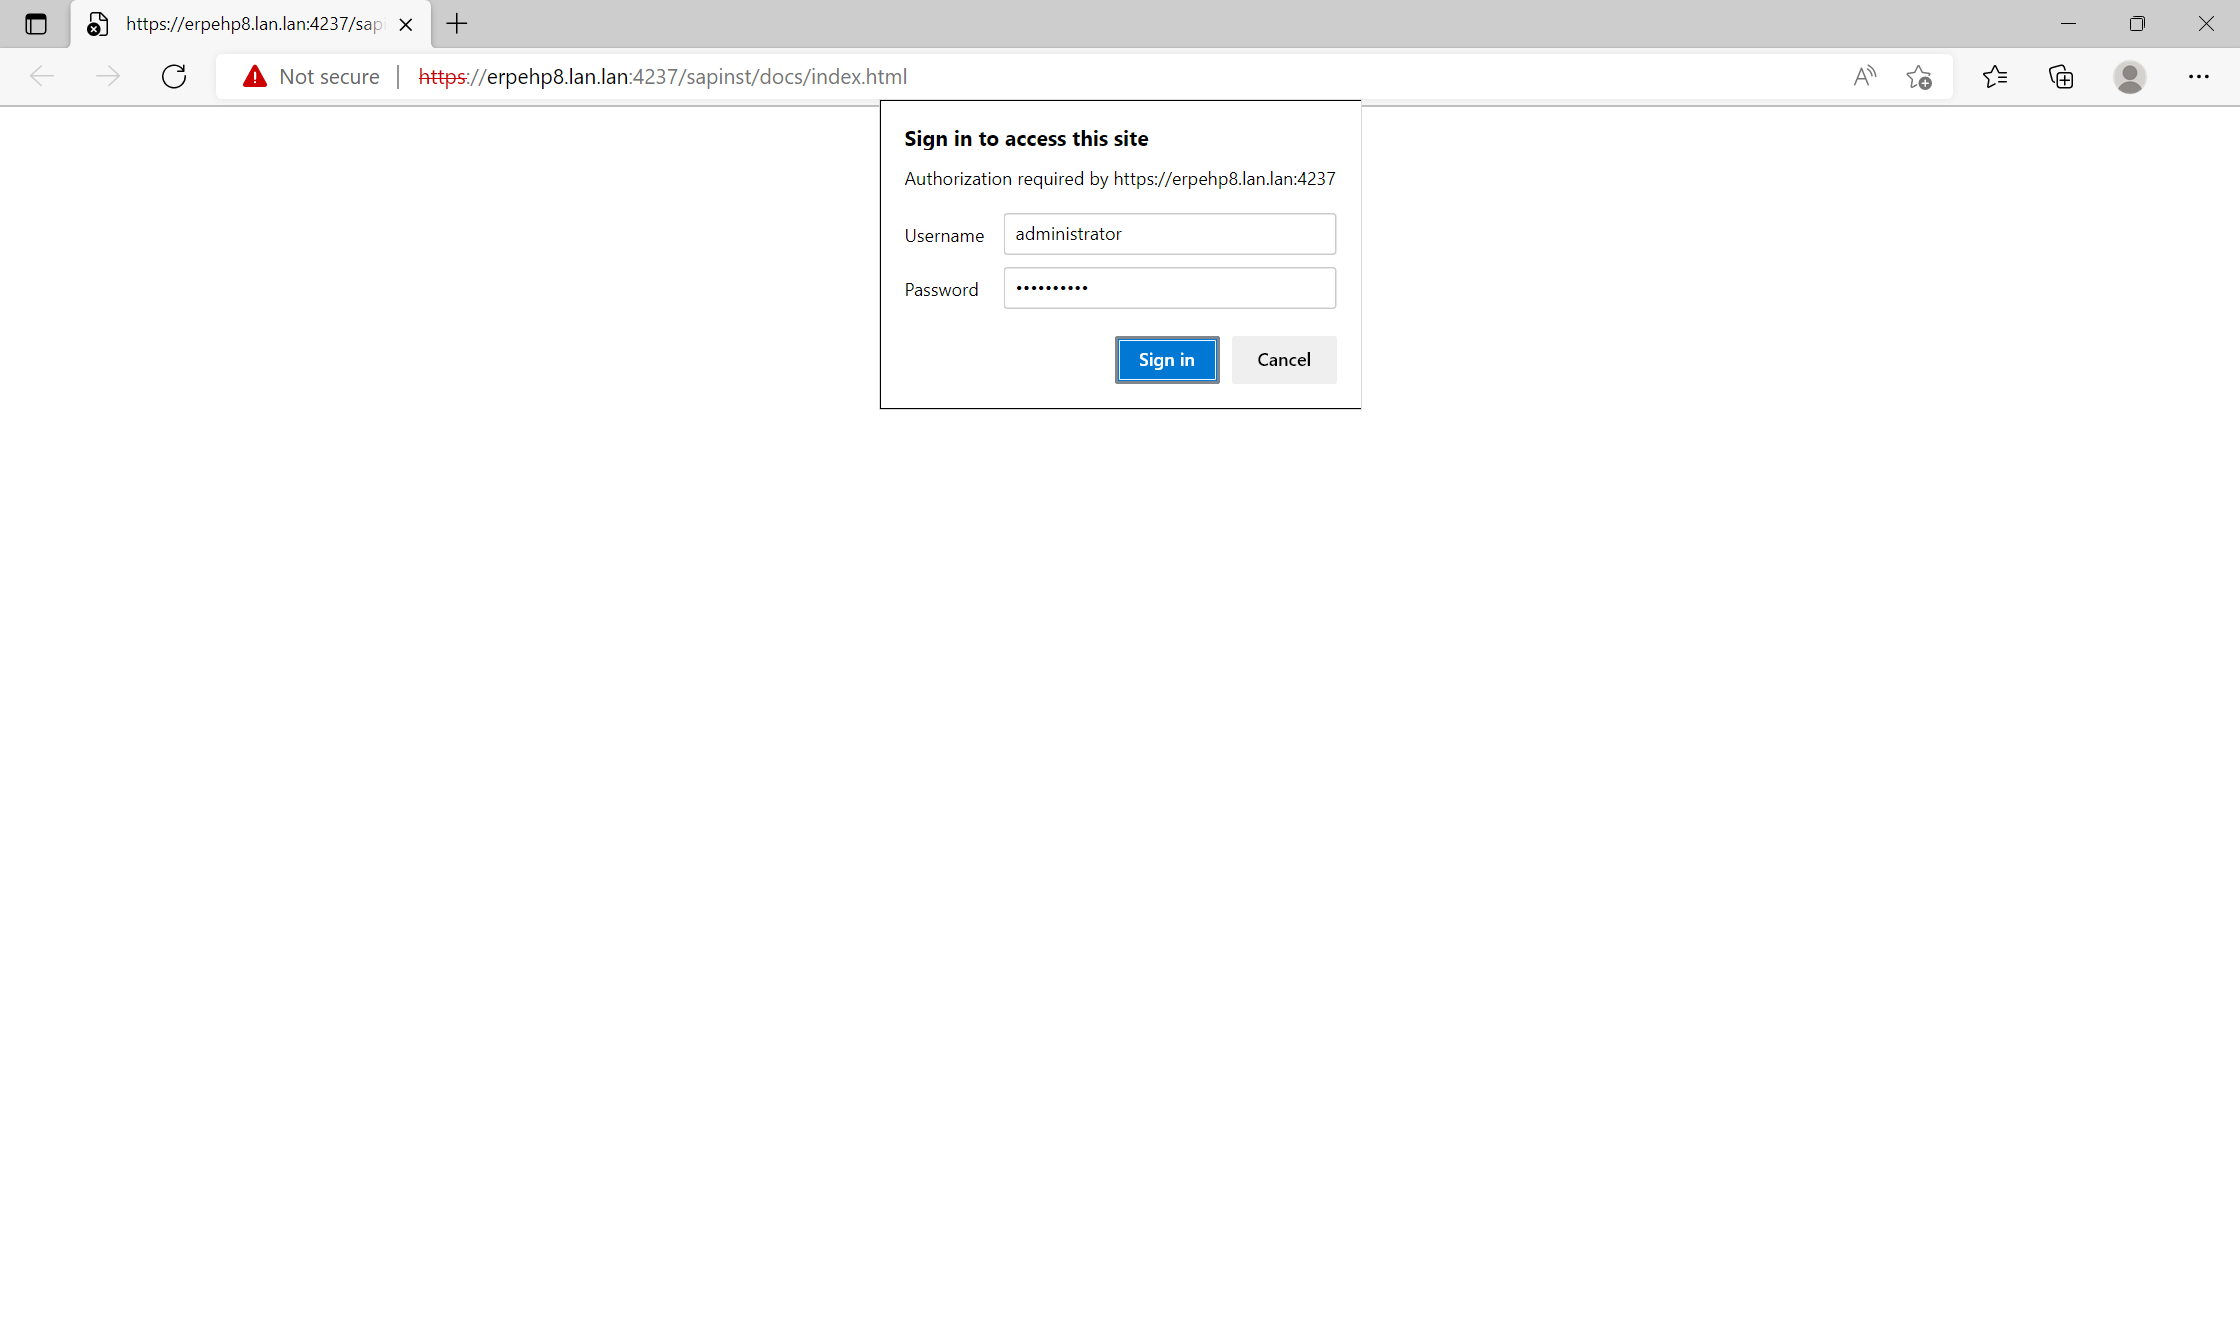 https://erpehp8.lan.lan:4237/sapi
Not secure
https://erpehp8.lan.lan:4237/sapinst/docs/index.html
Sign in to access this site
Authorization required by https://erpehp8.lan.lan:4237
Username administrator
Password ••••••••••
Sign in Cancel